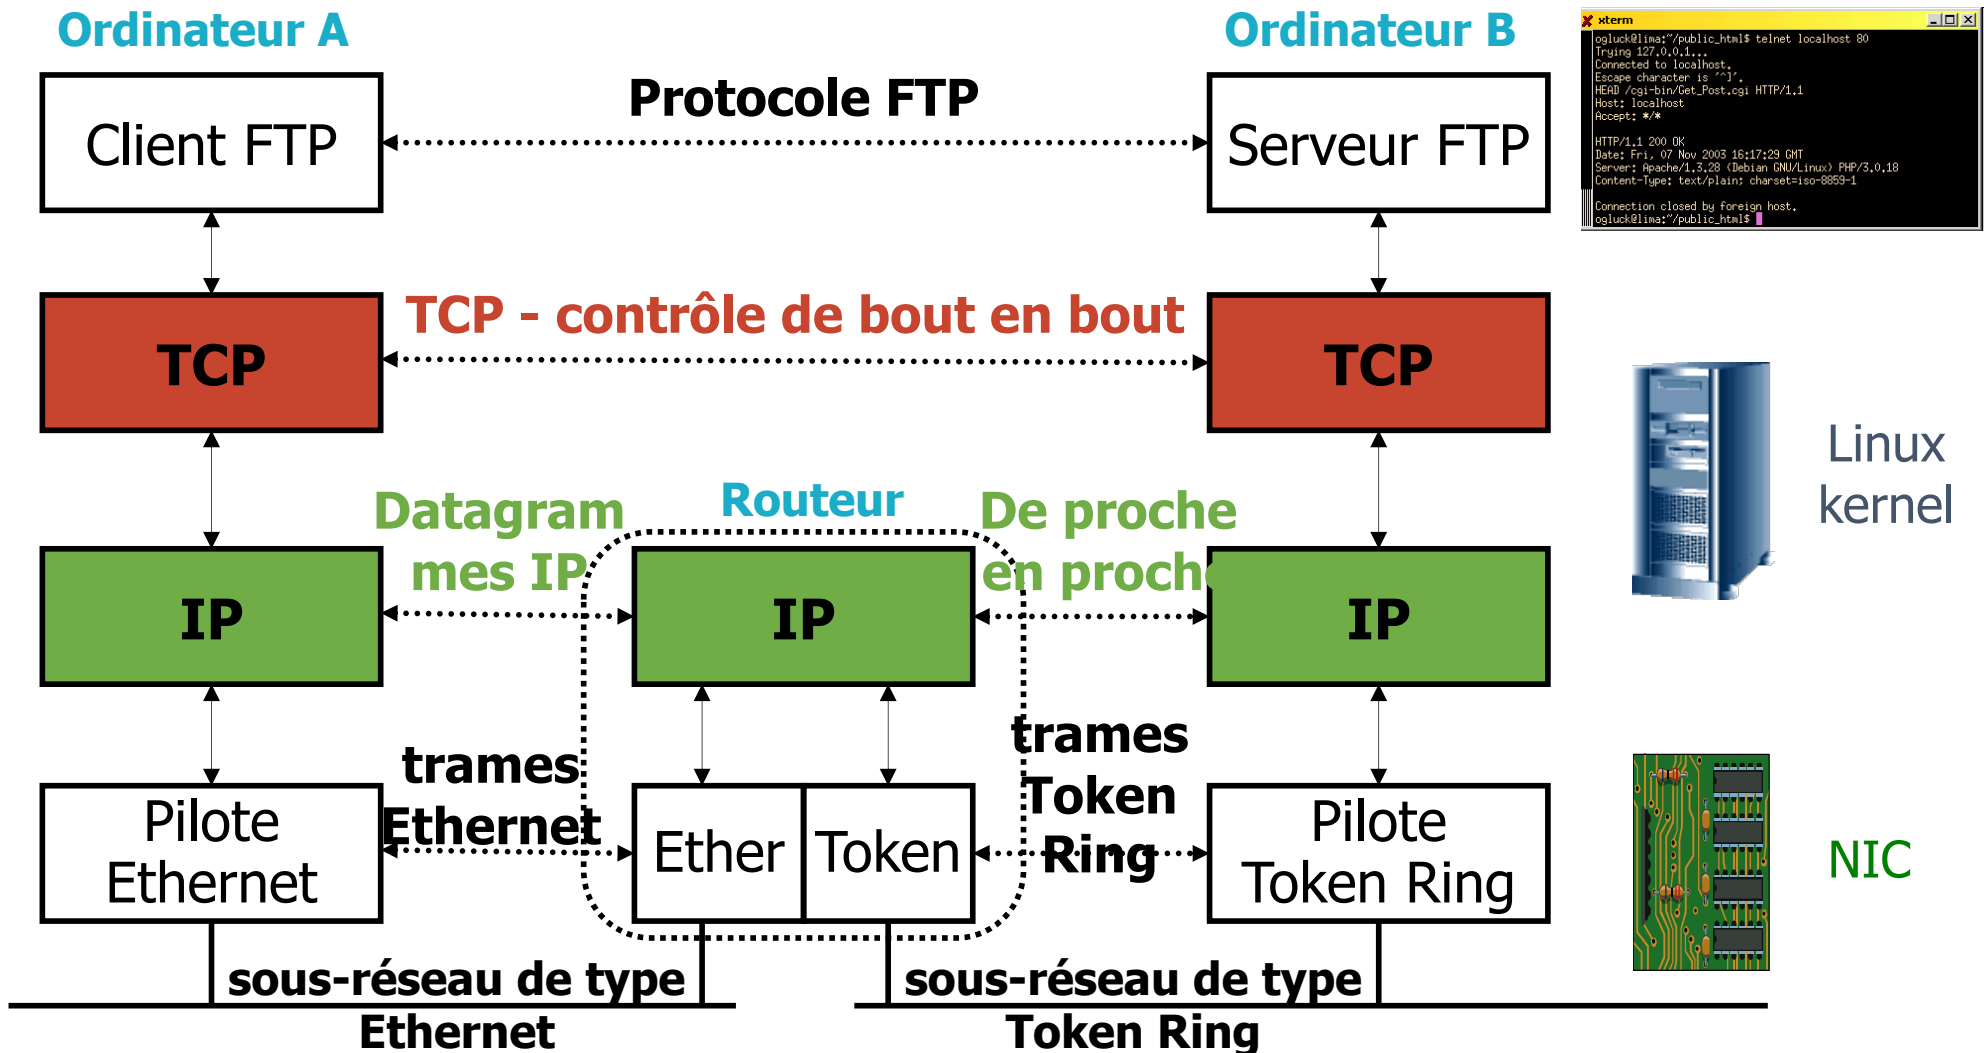 Ordinateur A
Ordinateur B
Protocole FTP
Client FTP
Serveur FTP
xterm
ogluck@lima:~/public_html$ telnet localhost 80
Trying 127.0.0.1...
Connected to localhost.
Escape character is '^]'.
HEAD /cgi-bin/Get_Post.cgi HTTP/1.1
Host: localhost
Accept: */*
HTTP/1.1 200 OK
Date: Fri, 07 Nov 2003 16:17:29 GMT
Server: Apache/1.3.28 (Debian GNU/Linux) PHP/3.0.18
Content-Type: text/plain; charset=iso-8859-1
Connection closed by foreign host.
ogluck@lima:~/public_html$
TCP - contrôle de bout en bout
TCP
TCP
Linux
kernel
Datagram
mes IP
Routeur
De proche
en proche
IP
IP
IP
trames
Ethernet
trames
Token
Ring
Pilote
Ethernet
Ether
Token
Pilote
Token Ring
NIC
sous-réseau de type
Ethernet
sous-réseau de type
Token Ring